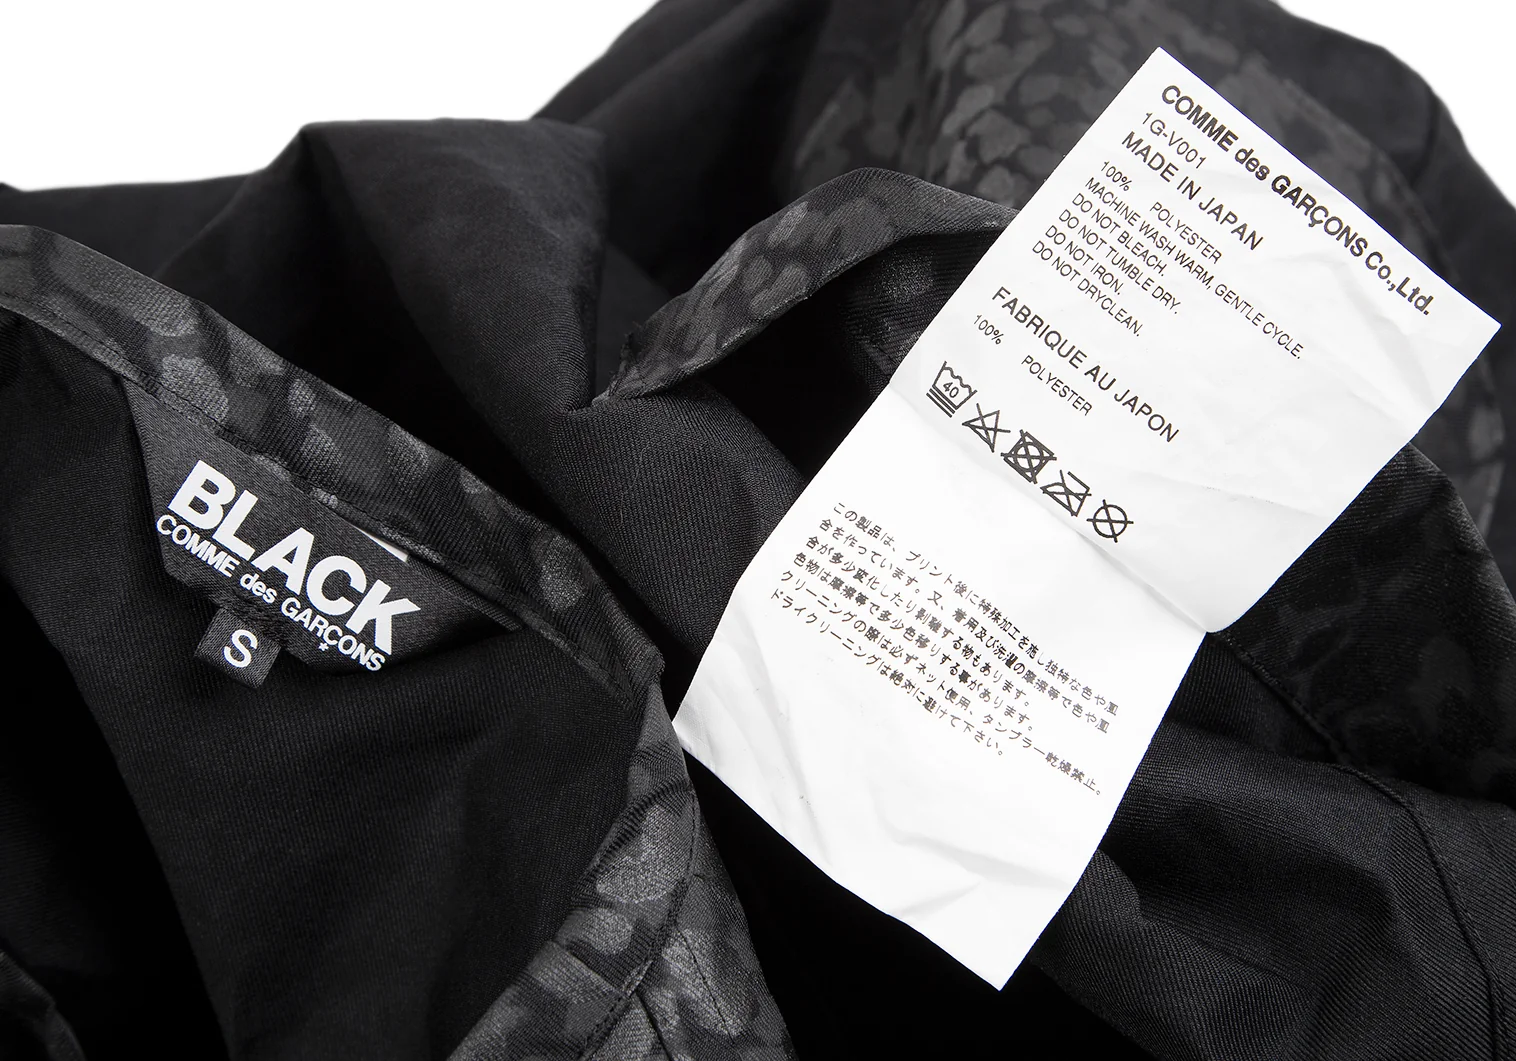 BLACK
COMME des GARÇONS
S
COMME des GARÇONS Co.,Ltd.
1G-V001
MADE IN JAPAN
100% POLYESTER
MACHINE WASH WARM, GENTLE CYCLE.
DO NOT BLEACH.
DO NOT TUMBLE DRY.
DO NOT IRON.
DO NOT DRYCLEAN.
FABRIQUE AU JAPON
100% POLYESTER
40
この製品は、プリント後に特殊加工を施し独特な色や風
合を作っています。又、着用及び洗濯の摩擦等で色や風
合が多少変化したり剥離する物もあります。
色物は摩擦等で多少色移りする事があります。
クリーニングの際は必ずネット使用、タンブラー乾燥禁止。
ドライクリーニングは絶対に避けて下さい。